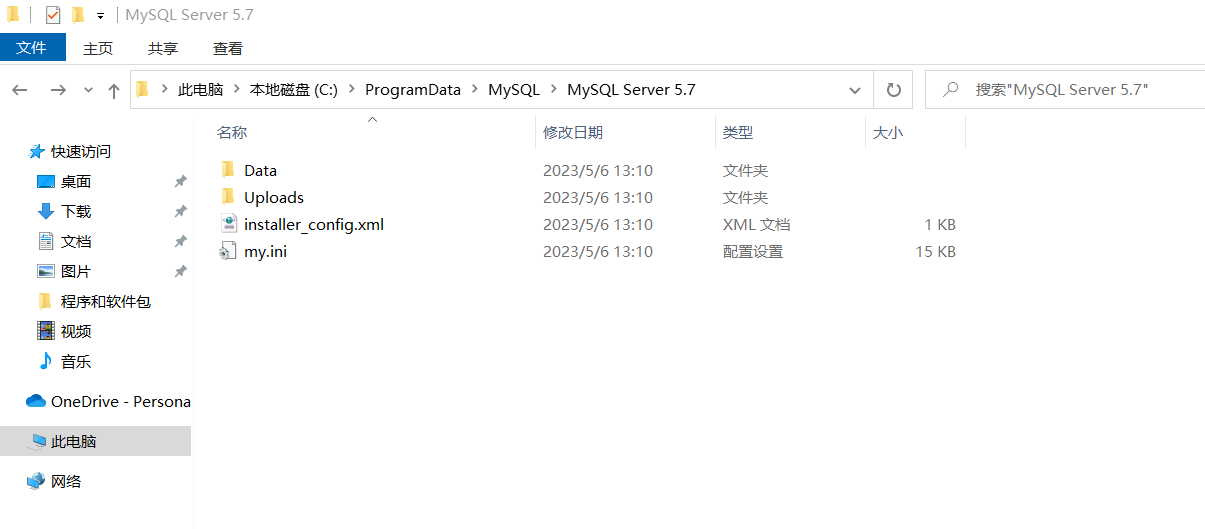 MySQL Server 5.7
文件 主页 共享 查看
此电脑 本地磁盘 (C:) ProgramData MySQL MySQL Server 5.7 搜索"MySQL Server 5.7"
名称 修改日期 类型 大小
快速访问
桌面
下载
文档
图片
程序和软件包
视频
音乐
OneDrive - Persona
此电脑
网络
Data 2023/5/6 13:10 文件夹
Uploads 2023/5/6 13:10 文件夹
installer_config.xml 2023/5/6 13:10 XML 文档 1 KB
my.ini 2023/5/6 13:10 配置设置 15 KB